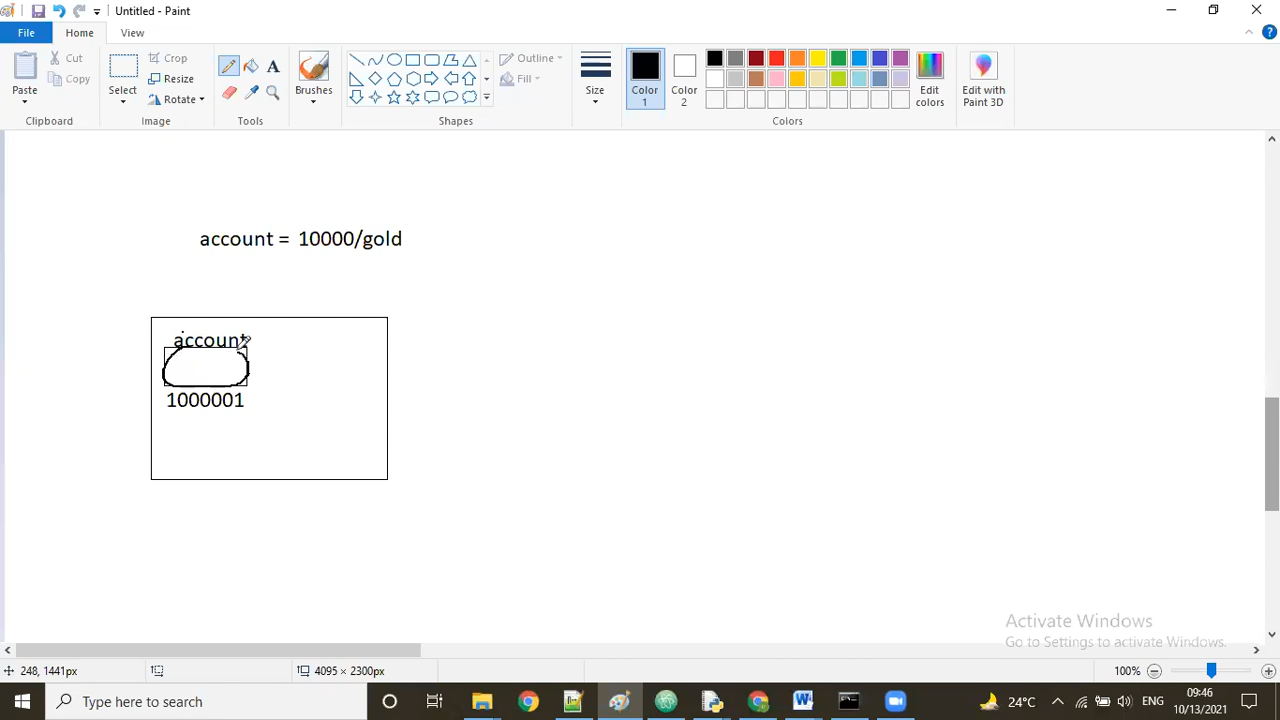 Untitled - Paint
File
Home
View
Paste
Cut
Copy
Clipboard
Select
Crop
Resize
Rotate
Image
Tools
Brushes
Shapes
Outline
Fill
Size
Color 1
Color 2
Colors
Edit colors
Edit with Paint 3D
account = 10000/gold
account
1000001
Activate Windows
Go to Settings to activate Windows.
248, 1441px
4095 × 2300px
100%
Type here to search
24°C
ENG
09:46
10/13/2021